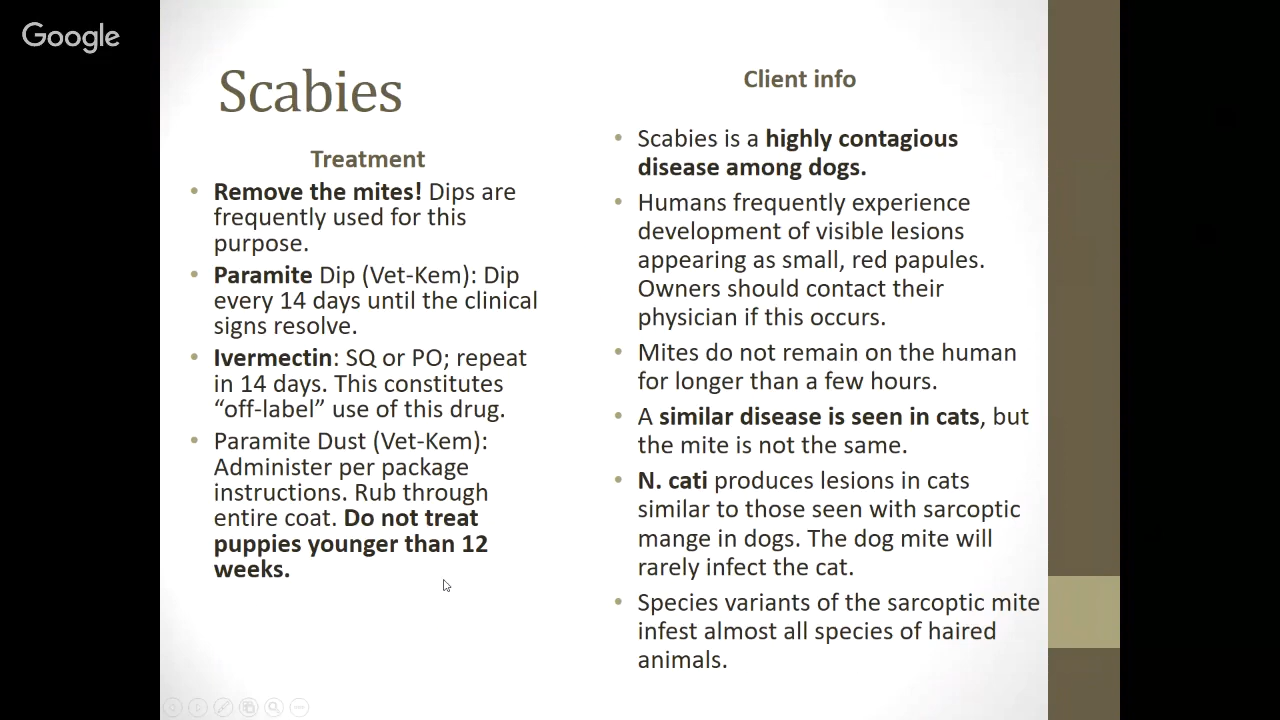 Google
Scabies
Treatment
• Remove the mites! Dips are
frequently used for this
purpose.
• Paramite Dip (Vet-Kem): Dip
every 14 days until the clinical
signs resolve.
• Ivermectin: SQ or PO; repeat
in 14 days. This constitutes
“off-label” use of this drug.
• Paramite Dust (Vet-Kem):
Administer per package
instructions. Rub through
entire coat. Do not treat
puppies younger than 12
weeks.
Client info
• Scabies is a highly contagious
disease among dogs.
• Humans frequently experience
development of visible lesions
appearing as small, red papules.
Owners should contact their
physician if this occurs.
• Mites do not remain on the human
for longer than a few hours.
• A similar disease is seen in cats, but
the mite is not the same.
• N. cati produces lesions in cats
similar to those seen with sarcoptic
mange in dogs. The dog mite will
rarely infect the cat.
• Species variants of the sarcoptic mite
infest almost all species of haired
animals.